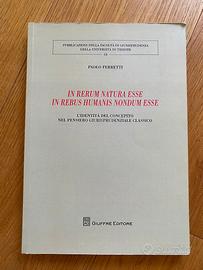 PUBBLICAZIONI DELLA FACOLTÀ DI GIURISPRUDENZA
DELLA UNIVERSITÀ DI TRIESTE
PAOLO FERRETTI
IN RERUM NATURA ESSE
IN REBUS HUMANIS NONDUM ESSE
L'IDENTITÀ DEL CONCEPITO
NEL PENSIERO GIURISPRUDENZIALE CLASSICO
GIUFFRÈ EDITORE
subito